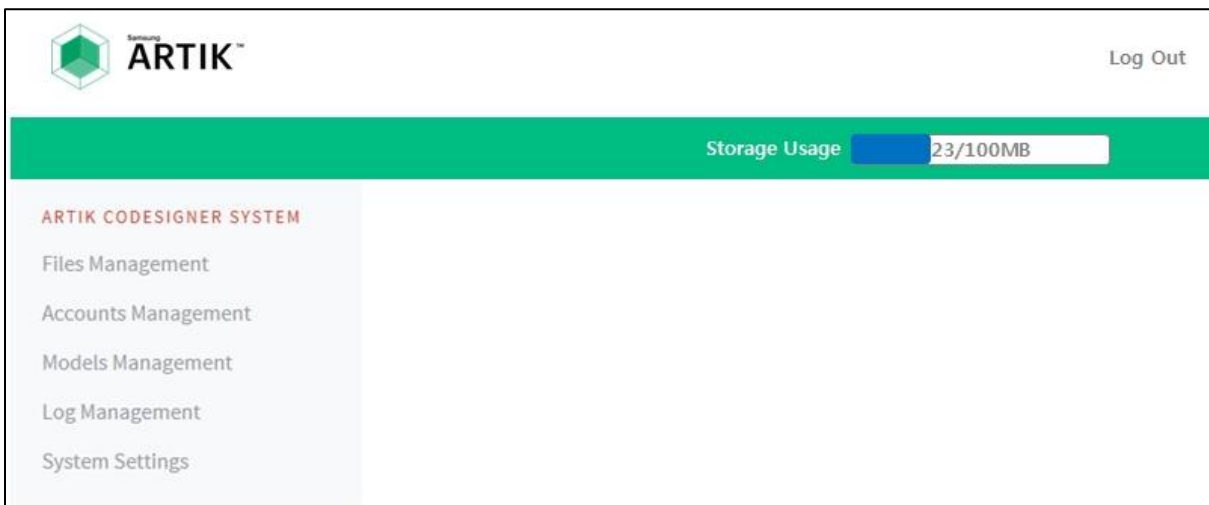 Samsung
ARTIK™
Log Out
Storage Usage 23/100MB
ARTIK CODESIGNER SYSTEM
Files Management
Accounts Management
Models Management
Log Management
System Settings